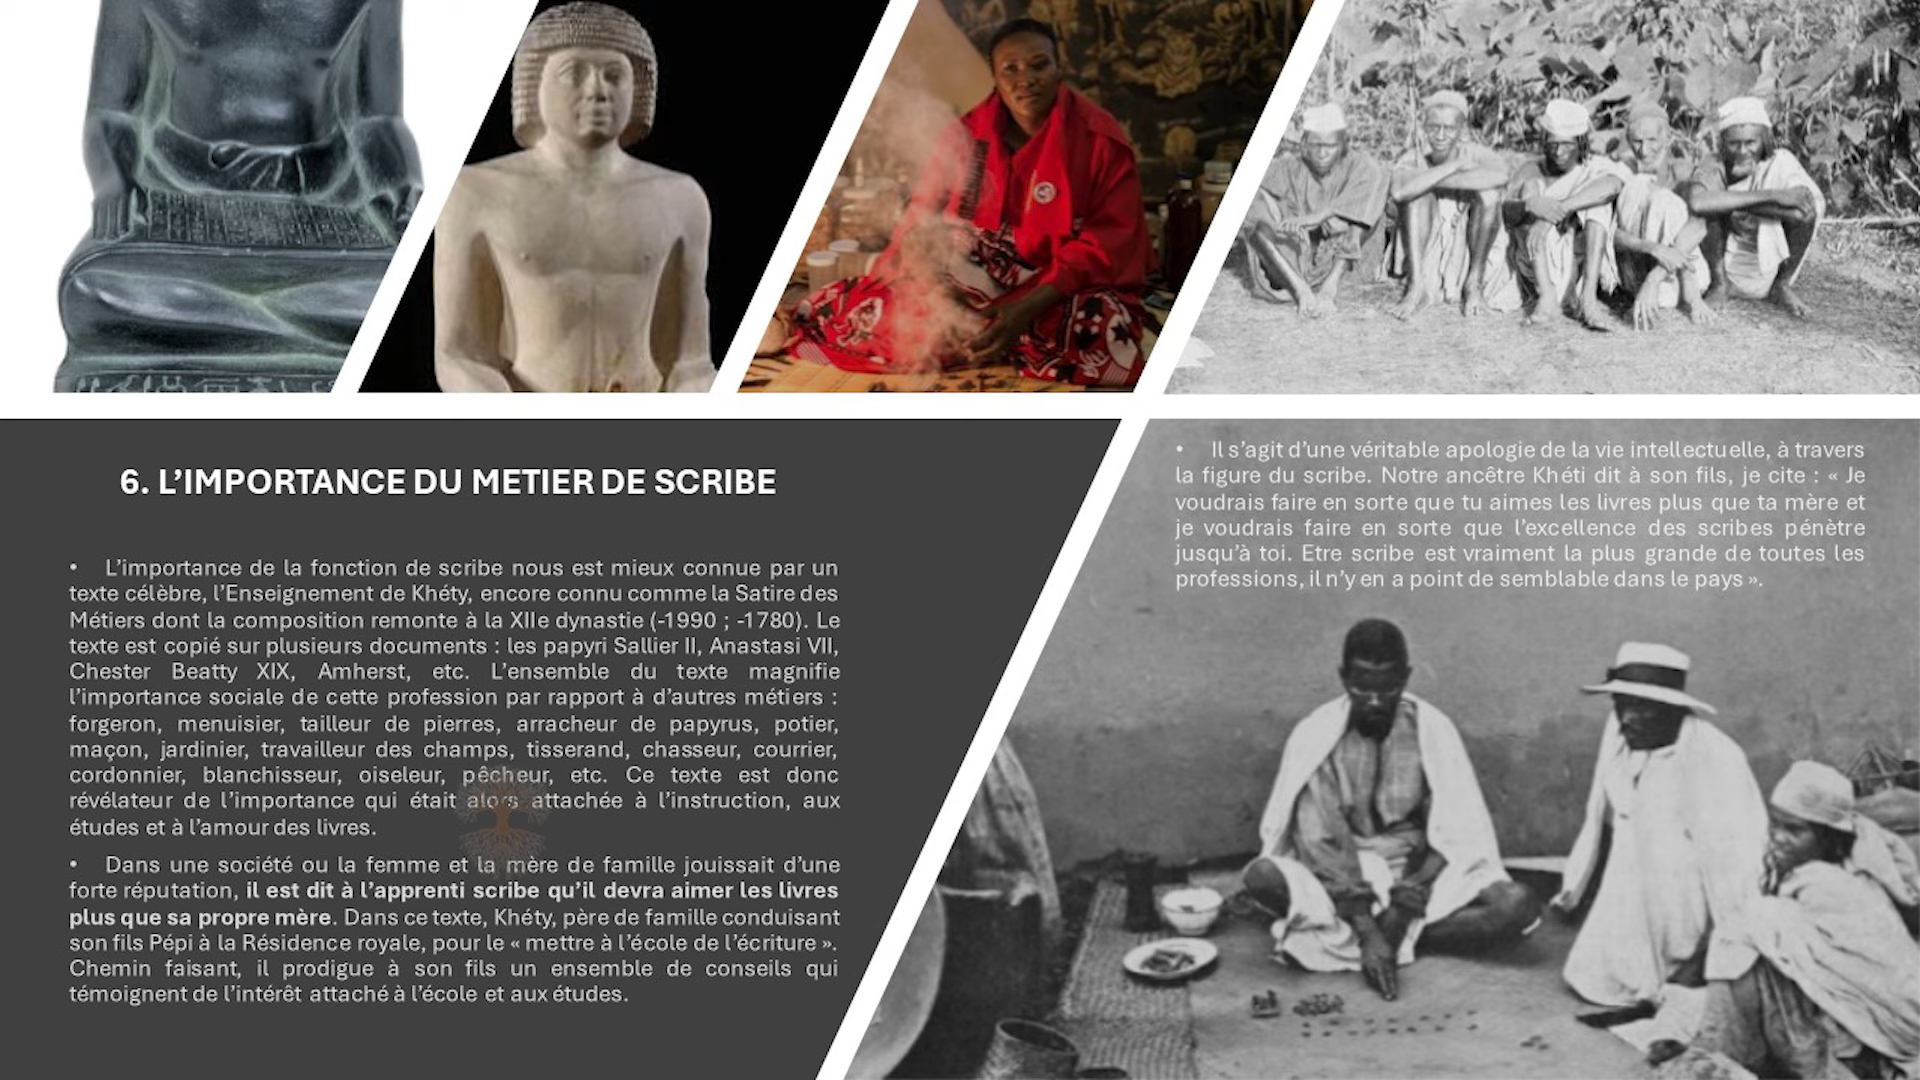 6. L’IMPORTANCE DU METIER DE SCRIBE
• L’importance de la fonction de scribe nous est mieux connue par un
texte célèbre, l’Enseignement de Khéty, encore connu comme la Satire des
Métiers dont la composition remonte à la XIIe dynastie (-1990 ; -1780). Le
texte est copié sur plusieurs documents : les papyri Sallier II, Anastasi VII,
Chester Beatty XIX, Amherst, etc. L’ensemble du texte magnifie
l’importance sociale de cette profession par rapport à d’autres métiers :
forgeron, menuisier, tailleur de pierres, arracheur de papyrus, potier,
maçon, jardinier, travailleur des champs, tisserand, chasseur, courrier,
cordonnier, blanchisseur, oiseleur, pêcheur, etc. Ce texte est donc
révélateur de l’importance qui était alors attachée à l’instruction, aux
études et à l’amour des livres.
• Dans une société ou la femme et la mère de famille jouissait d’une
forte réputation, il est dit à l’apprenti scribe qu’il devra aimer les livres
plus que sa propre mère. Dans ce texte, Khéty, père de famille conduisant
son fils Pépi à la Résidence royale, pour le « mettre à l’école de l’écriture ».
Chemin faisant, il prodigue à son fils un ensemble de conseils qui
témoignent de l’intérêt attaché à l’école et aux études.
• Il s’agit d’une véritable apologie de la vie intellectuelle, à travers
la figure du scribe. Notre ancêtre Khéti dit à son fils, je cite : « Je
voudrais faire en sorte que tu aimes les livres plus que ta mère et
je voudrais faire en sorte que l’excellence des scribes pénètre
jusqu’à toi. Etre scribe est vraiment la plus grande de toutes les
professions, il n’y en a point de semblable dans le pays ».